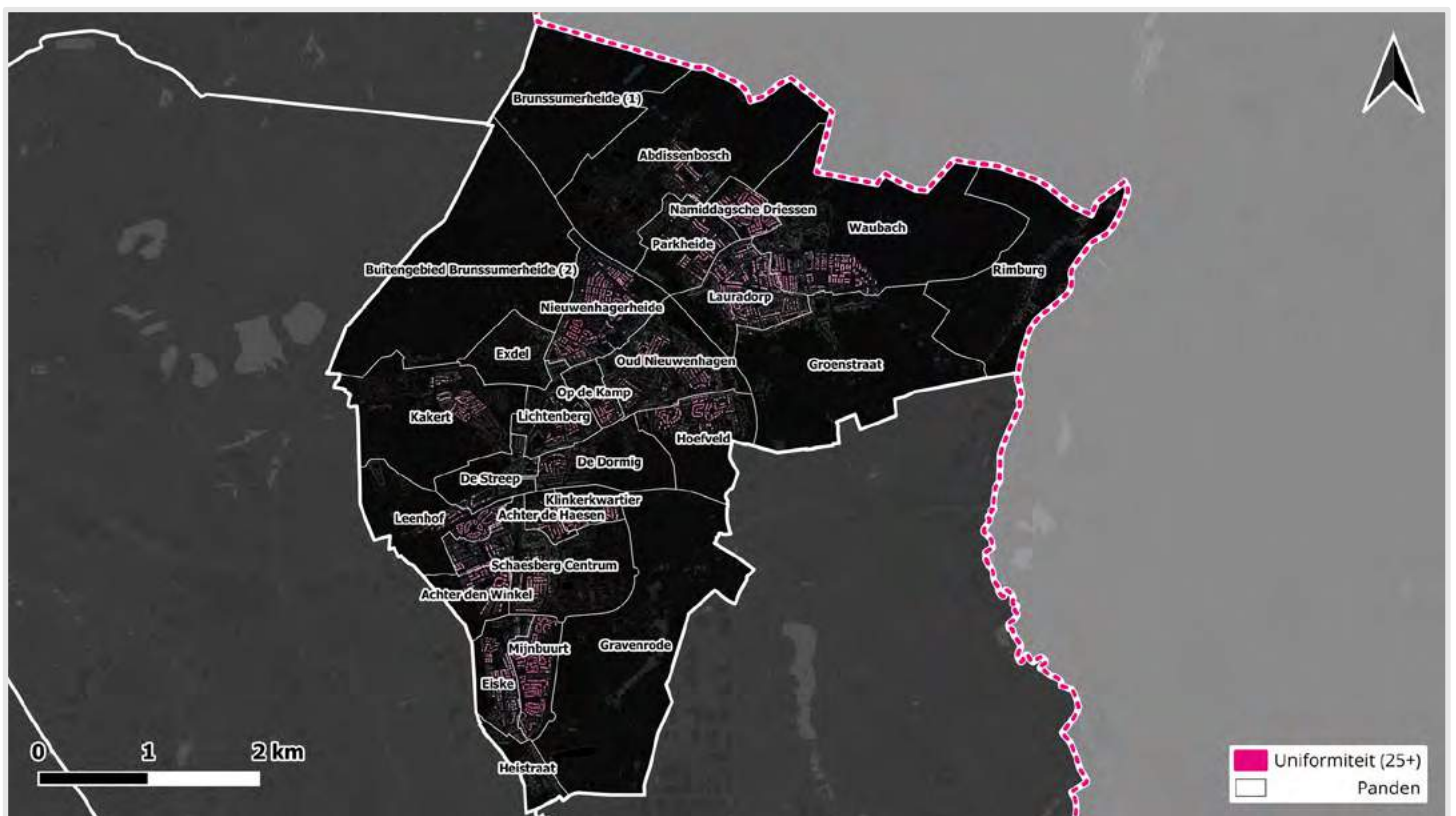 Brunssumerheide (1)
Abdissenbosch
Namiddagsche Driessen
Waubach
Parkheide
Buitengebied Brunssumerheide (2)
Rimburg
Lauradorp
Nieuwenhagerheide
Exdel
Oud Nieuwenhagen
Groenstraat
Op de Kamp
Kakert
Lichtenberg
Hoefveld
De Dormig
De Streep
Klinkerkwartier
Leenhof
Achter de Haesen
Schaesberg Centrum
Achter den Winkel
Mijnbuurt
Gravenrode
Eiske
Heistraat
0 1 2 km
Uniformiteit (25+)
Panden